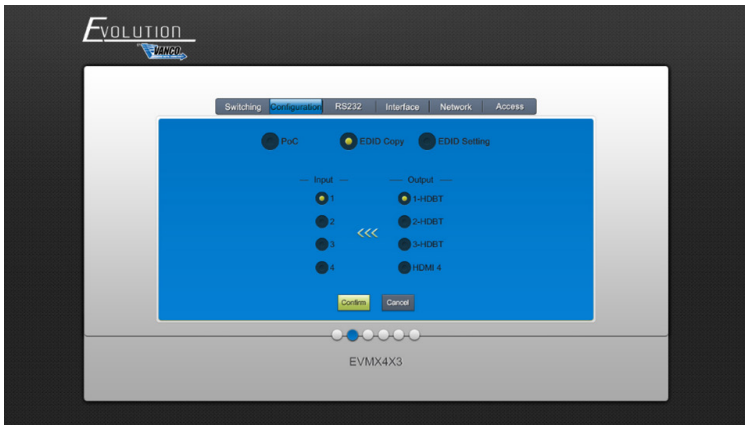 EVOLUTION
VANCO
Switching Configuration RS232 Interface Network Access
PoC EDID Copy EDID Setting
Input Output
1 1-HDBT
2 2-HDBT
<<<
3 3-HDBT
4 HDMI 4
Confirm Cancel
EVMX4X3